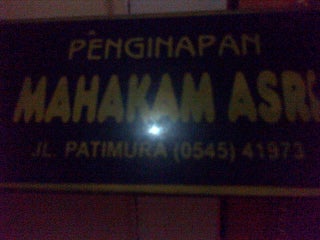 PENGINAPAN
MAHAKAM ASRI
JL. PATIMURA (0545) 41973